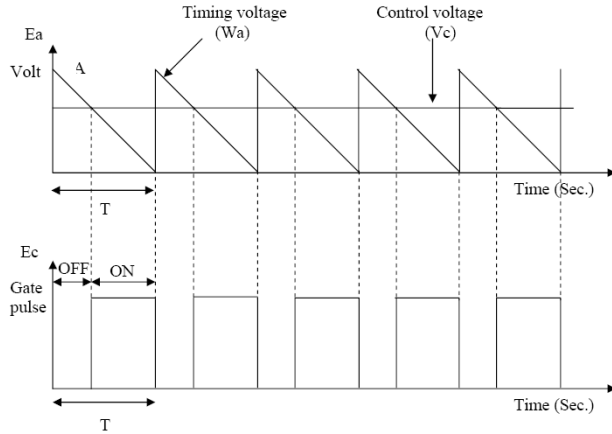 Timing voltage
(Wa)
Control voltage
(Vc)
Ea
Volt
A
Time (Sec.)
T
Ec
OFF
ON
Gate
pulse
Time (Sec.)
T